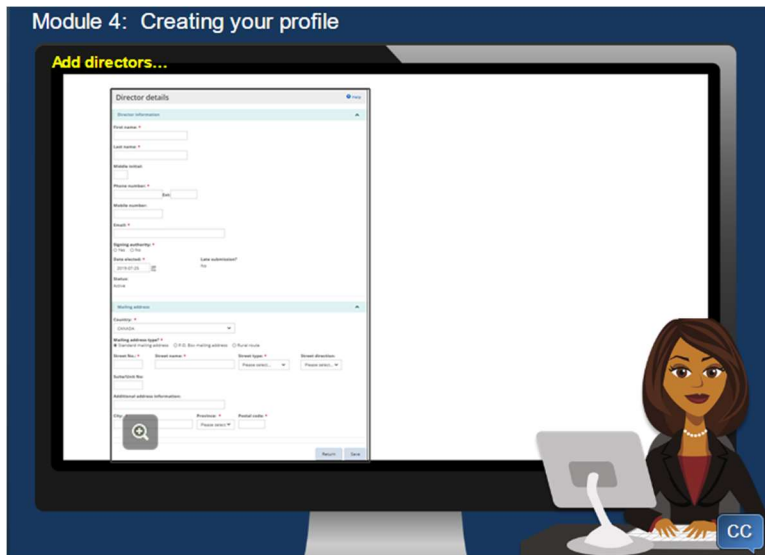 Module 4: Creating your profile
Add directors...
Director details
Help
Director information
First name: *
Last name: *
Middle initial:
Phone number: *
Ext:
Mobile number:
Email: *
Signing authority: *
Yes No
Date elected: * Late submission?
2019-07-25 No
Status:
Active
Mailing address
Country: *
CANADA
Mailing address type? *
Standard mailing address P.O. Box mailing address Rural route
Street No.: * Street name: * Street type: * Street direction:
Please select... Please select...
Suite/Unit No:
Additional address information:
City: * Province: * Postal code: *
Please select
Return Save
CC